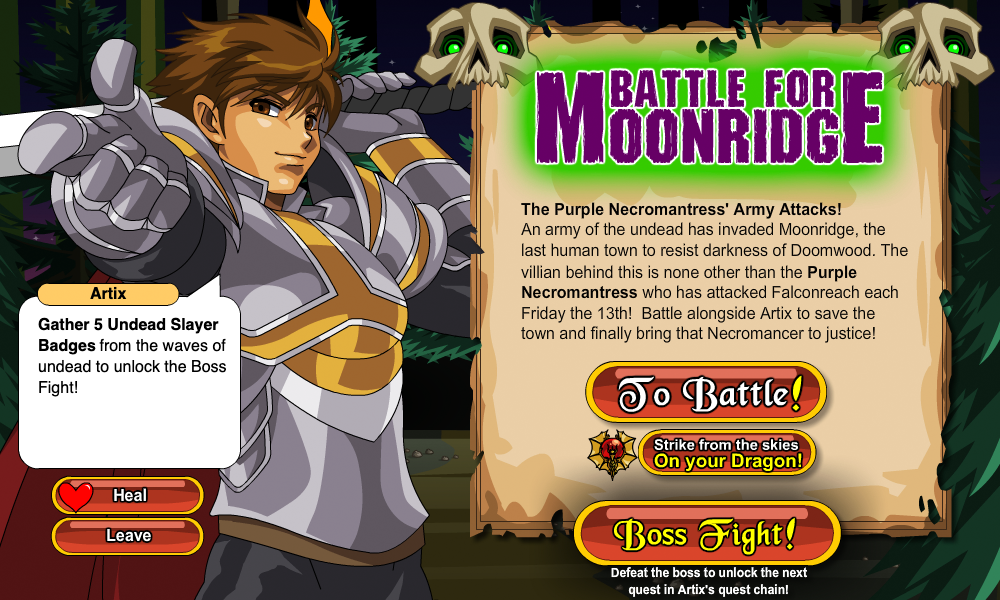 BATTLE FOR
MOONRIDGE
The Purple Necromantress' Army Attacks!
An army of the undead has invaded Moonridge, the
last human town to resist darkness of Doomwood. The
villian behind this is none other than the Purple
Necromantress who has attacked Falconreach each
Friday the 13th! Battle alongside Artix to save the
town and finally bring that Necromancer to justice!
Artix
Gather 5 Undead Slayer
Badges from the waves of
undead to unlock the Boss
Fight!
Heal
Leave
To Battle!
Strike from the skies
On your Dragon!
Boss Fight!
Defeat the boss to unlock the next
quest in Artix's quest chain!